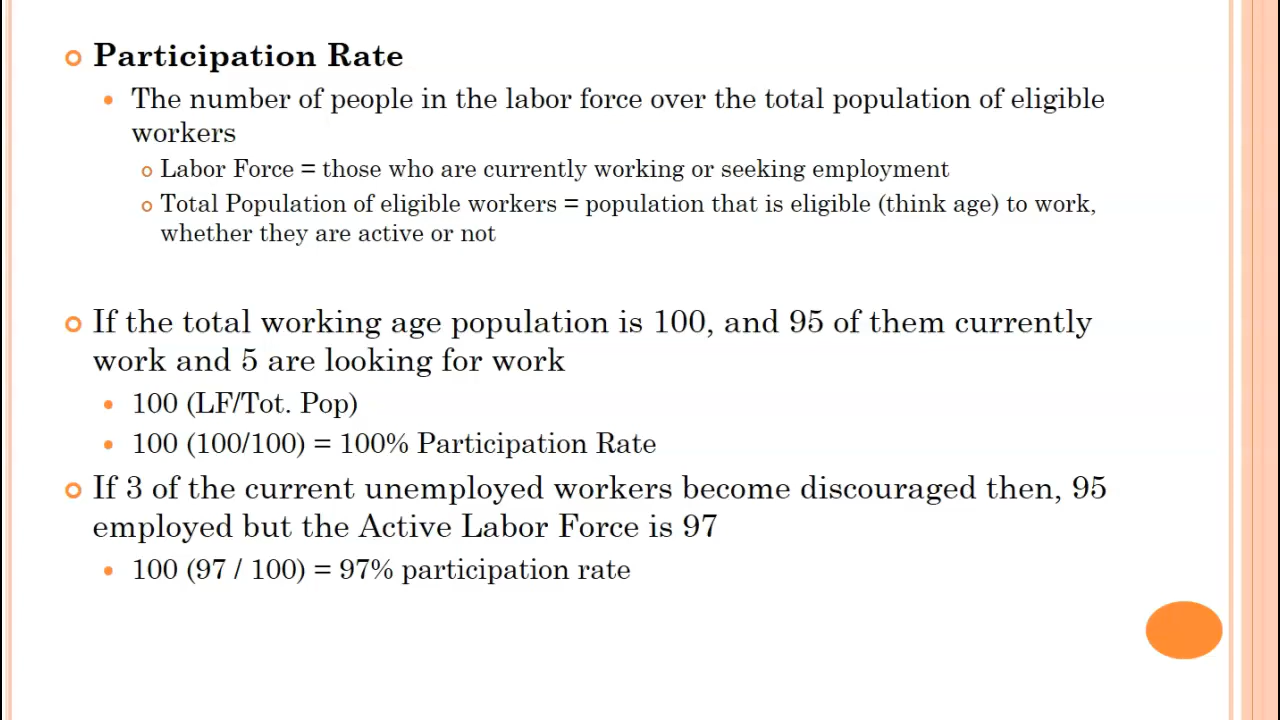 Participation Rate
The number of people in the labor force over the total population of eligible
workers
Labor Force = those who are currently working or seeking employment
Total Population of eligible workers = population that is eligible (think age) to work,
whether they are active or not
If the total working age population is 100, and 95 of them currently
work and 5 are looking for work
100 (LF/Tot. Pop)
100 (100/100) = 100% Participation Rate
If 3 of the current unemployed workers become discouraged then, 95
employed but the Active Labor Force is 97
100 (97 / 100) = 97% participation rate